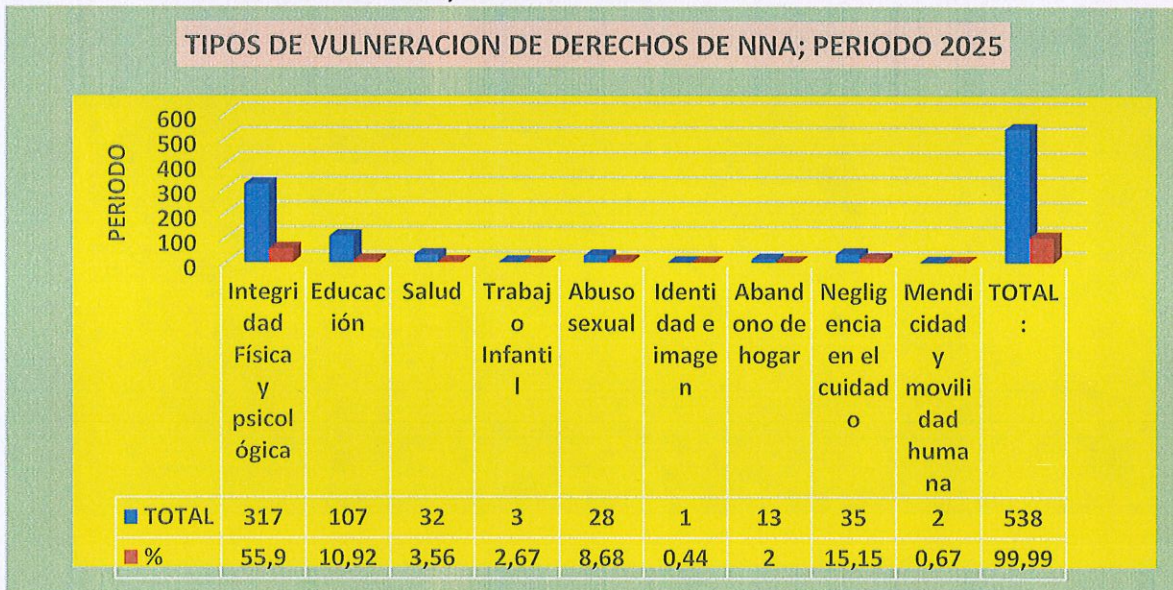 TIPOS DE VULNERACION DE DERECHOS DE NNA; PERIODO 2025
PERIODO
600
500
400
300
200
100
0
Integri
dad
Física
y
psicol
ógica
Educac
ión
Salud
Trabaj
o
Infanti
l
Abuso
sexual
Identi
dad e
image
n
Aband
ono de
hogar
Neglig
encia
en el
cuidad
o
Mendi
cidad
y
movili
dad
huma
na
TOTAL
:
TOTAL 317 107 32 3 28 1 13 35 2 538
% 55,9 10,92 3,56 2,67 8,68 0,44 2 15,15 0,67 99,99